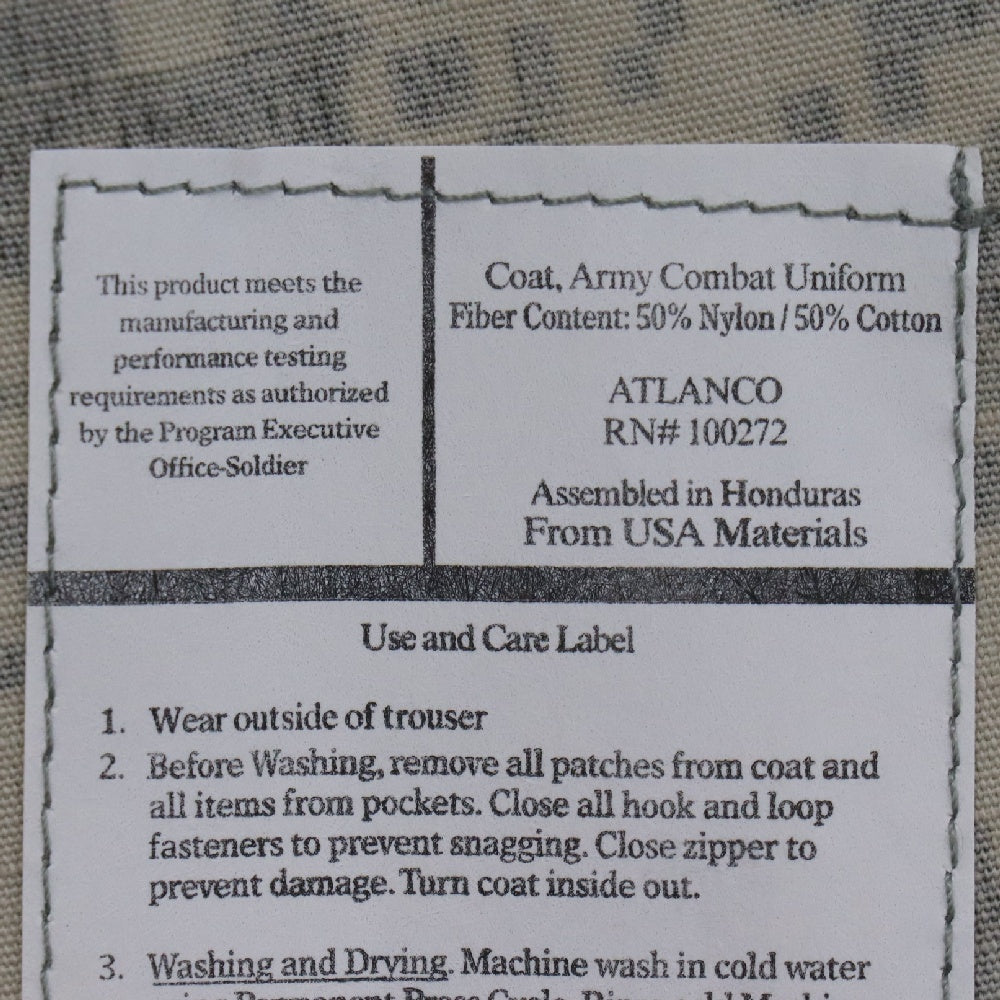 This product meets the
manufacturing and
performance testing
requirements as authorized
by the Program Executive
Office-Soldier
Coat, Army Combat Uniform
Fiber Content: 50% Nylon / 50% Cotton
ATLANCO
RN# 100272
Assembled in Honduras
From USA Materials
Use and Care Label
1. Wear outside of trouser
2. Before Washing, remove all patches from coat and
all items from pockets. Close all hook and loop
fasteners to prevent snagging. Close zipper to
prevent damage. Turn coat inside out.
3. Washing and Drying. Machine wash in cold water
Permanent Press Cycle.